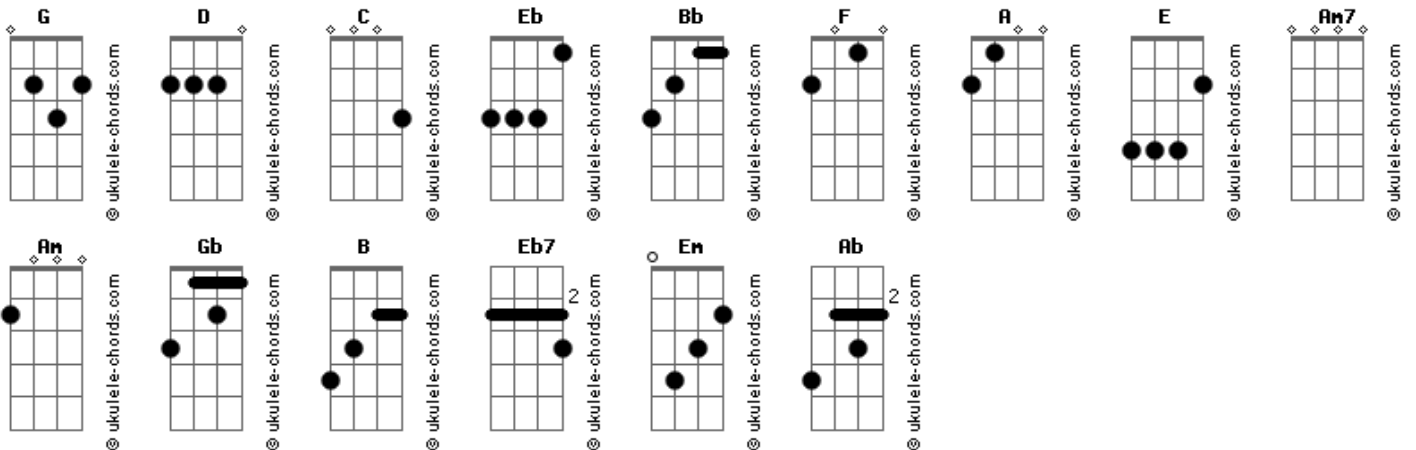 G D C Eb Bb F A E Am7
© ukulele-chords.com © ukulele-chords.com © ukulele-chords.com © ukulele-chords.com © ukulele-chords.com © ukulele-chords.com © ukulele-chords.com © ukulele-chords.com © ukulele-chords.com
Am Gb B Eb7 Em Ab
2 2
© ukulele-chords.com © ukulele-chords.com © ukulele-chords.com © ukulele-chords.com © ukulele-chords.com © ukulele-chords.com